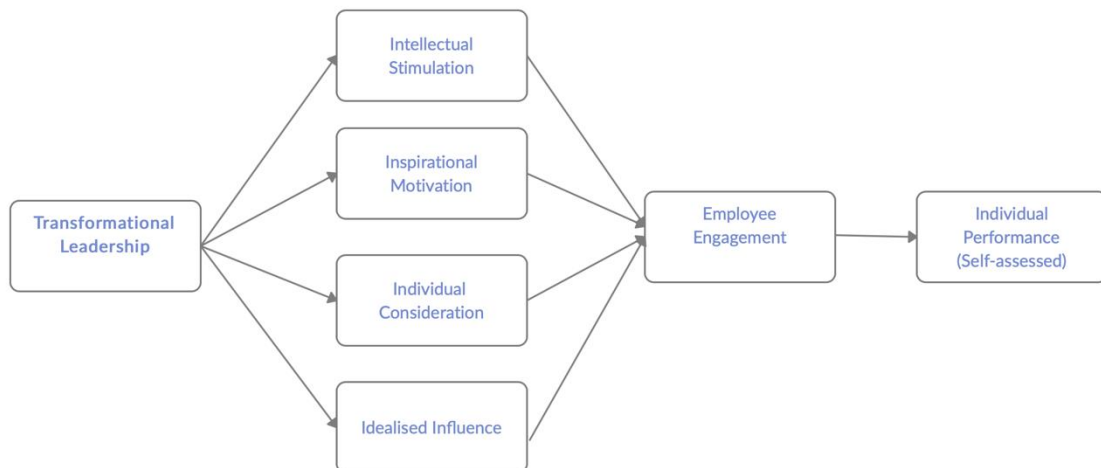 Intellectual
Stimulation
Inspirational
Motivation
Transformational
Leadership
Individual
Consideration
Idealised Influence
Employee
Engagement
Individual
Performance
(Self-assessed)